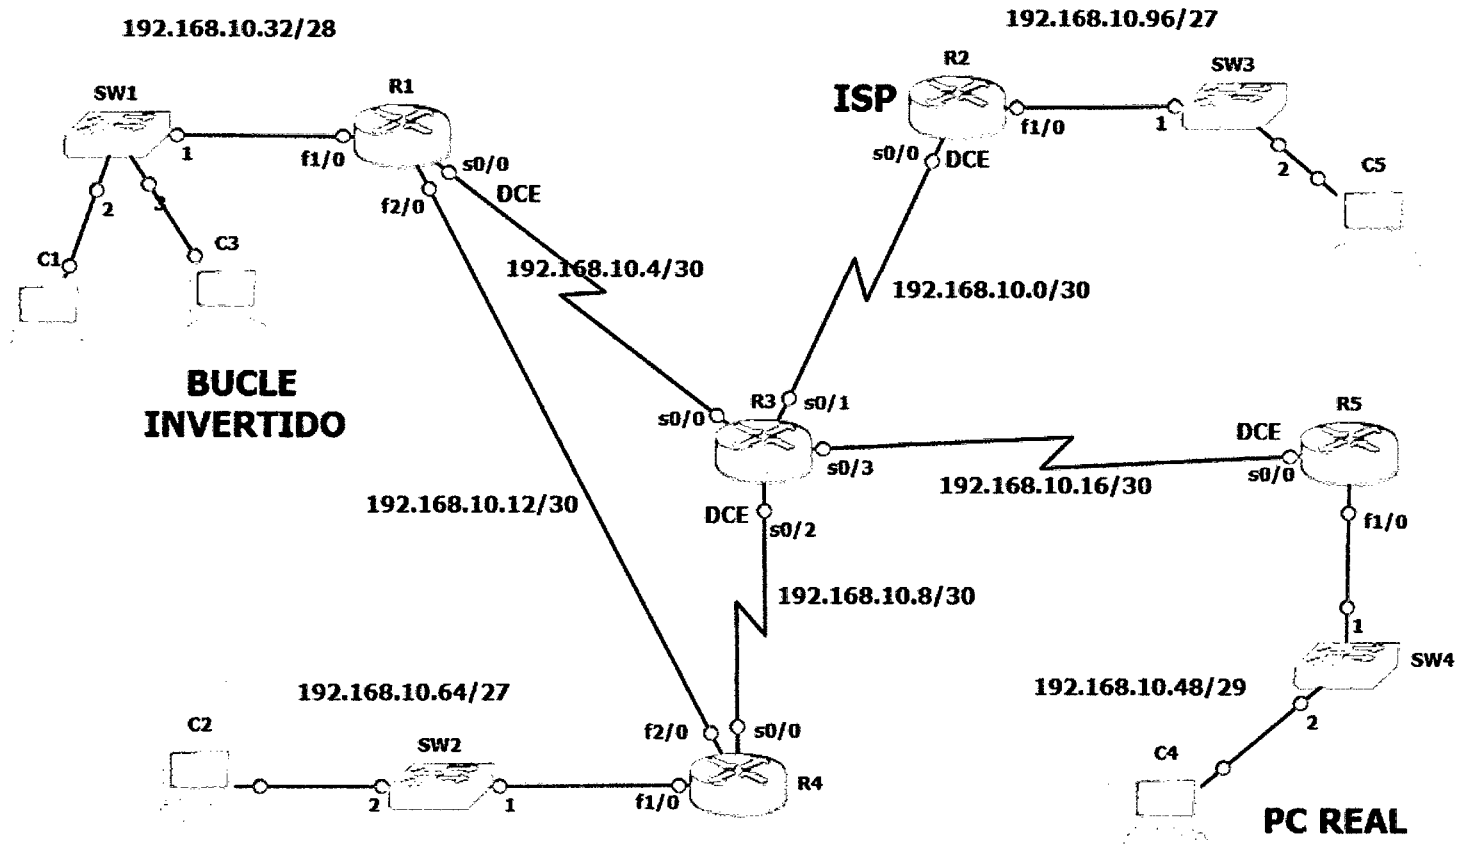 192.168.10.32/28
192.168.10.96/27
R2
SW3
R1
SW1
ISP
f1/0
1
1
f1/0
s0/0
DCE
s0/0
DCE
C5
2
f2/0
2
3
C3
C1
192.168.10.4/30
192.168.10.0/30
BUCLE
INVERTIDO
R3
s0/1
R5
s0/0
DCE
s0/3
s0/0
192.168.10.16/30
192.168.10.12/30
DCE
s0/2
f1/0
192.168.10.8/30
1
SW4
192.168.10.64/27
192.168.10.48/29
2
C2
f2/0
s0/0
SW2
C4
R4
2
1
f1/0
PC REAL